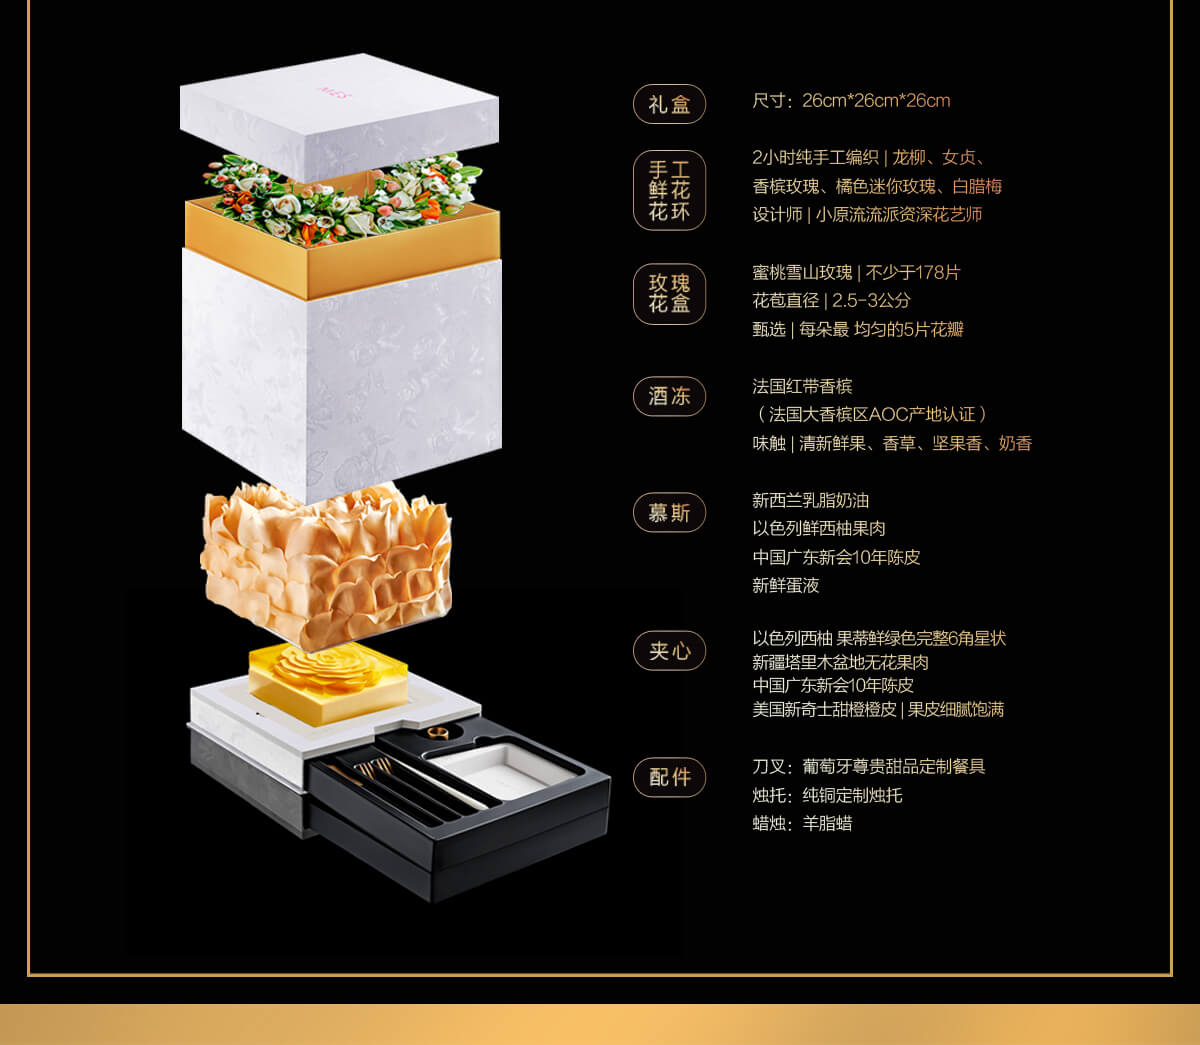 MES
礼盒
尺寸：26cm*26cm*26cm
手工
鲜花
花环
2小时纯手工编织 | 龙柳、女贞、
香槟玫瑰、橘色迷你玫瑰、白腊梅
设计师 | 小原流流派资深花艺师
玫瑰
花盒
蜜桃雪山玫瑰 | 不少于178片
花苞直径 | 2.5-3公分
甄选 | 每朵最 均匀的5片花瓣
酒冻
法国红带香槟
（ 法国大香槟区AOC产地认证 ）
味触 | 清新鲜果、香草、坚果香、奶香
慕斯
新西兰乳脂奶油
以色列鲜西柚果肉
中国广东新会10年陈皮
新鲜蛋液
夹心
以色列西柚 果蒂鲜绿色完整6角星状
新疆塔里木盆地无花果肉
中国广东新会10年陈皮
美国新奇士甜橙橙皮 | 果皮细腻饱满
配件
刀叉：葡萄牙尊贵甜品定制餐具
烛托：纯铜定制烛托
蜡烛：羊脂蜡